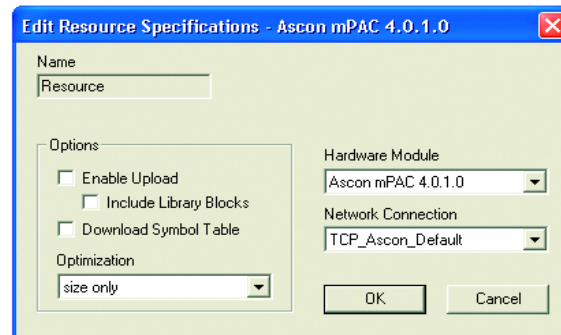 Edit Resource Specifications - Ascon mPAC 4.0.1.0
Name
Resource
Options
Enable Upload
Include Library Blocks
Download Symbol Table
Optimization
size only
Hardware Module
Ascon mPAC 4.0.1.0
Network Connection
TCP_Ascon_Default
OK
Cancel